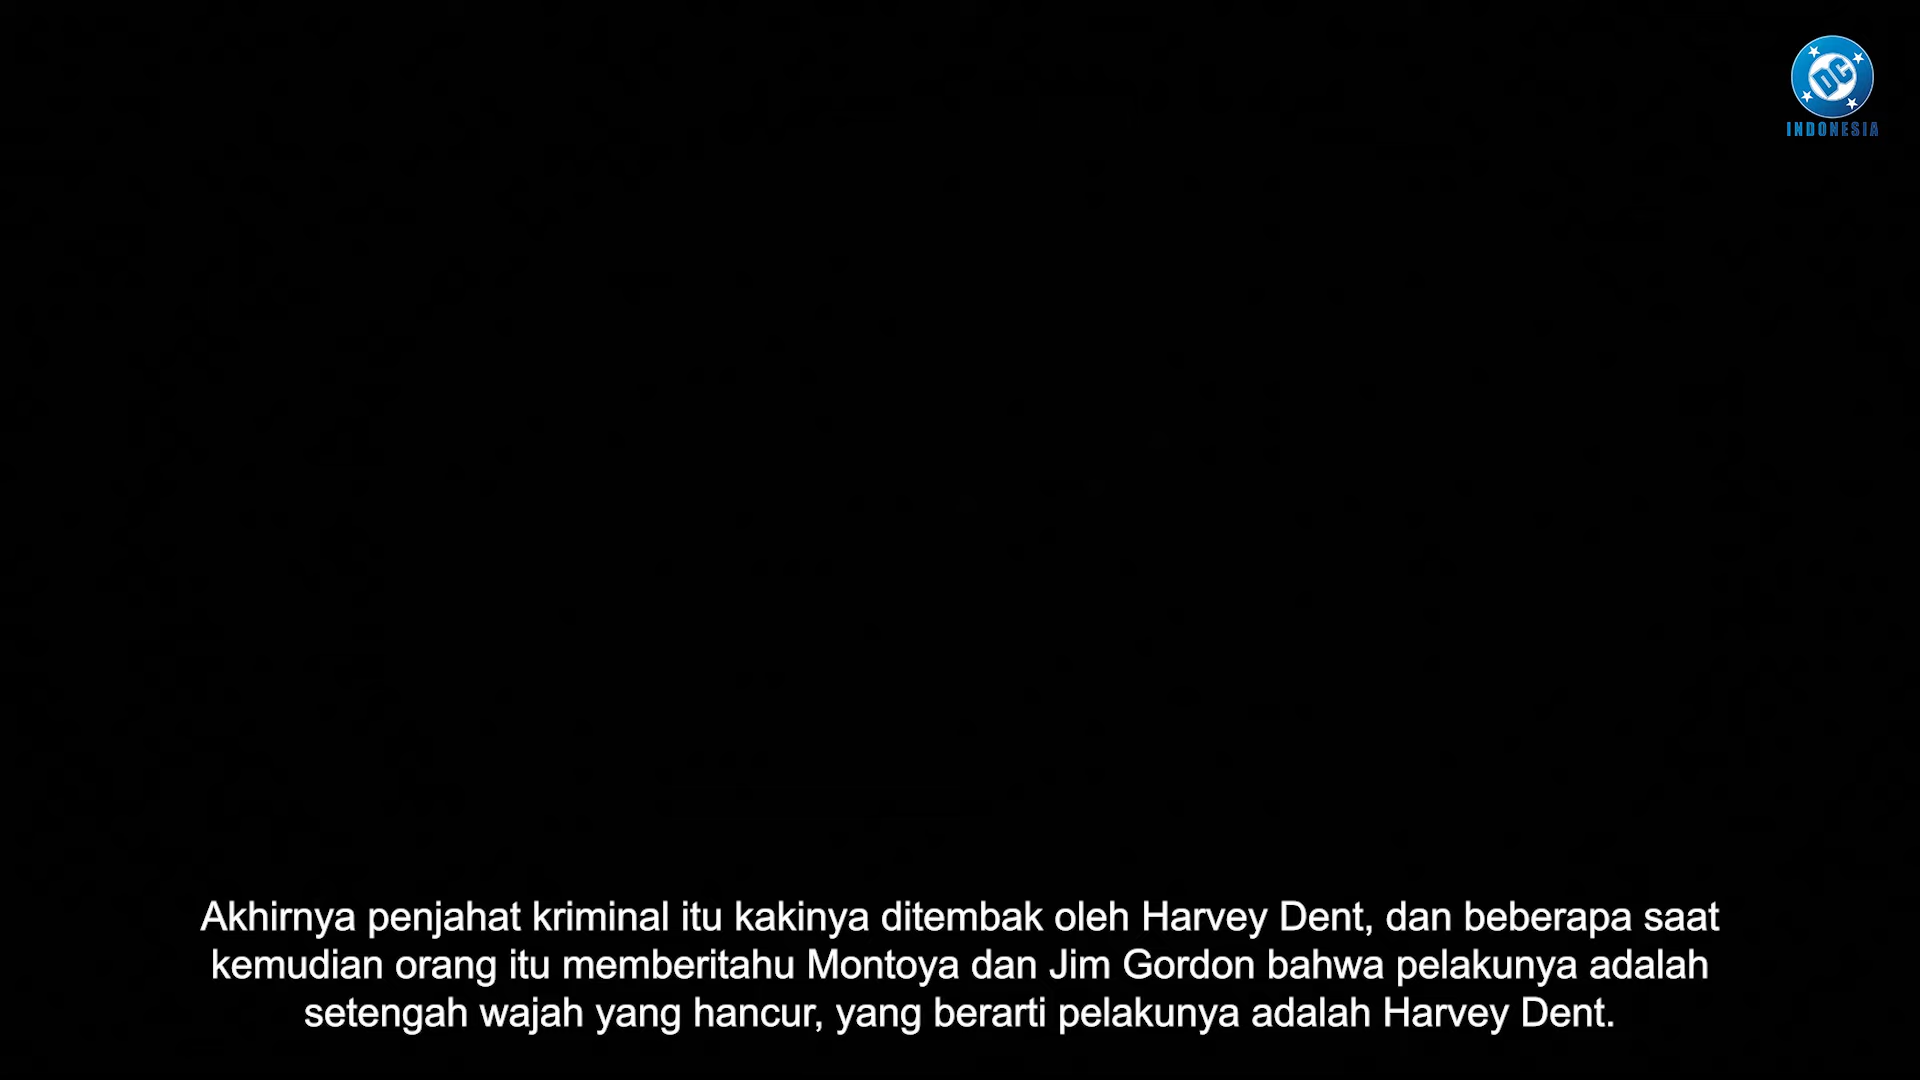 DC
INDONESIA
Akhirnya penjahat kriminal itu kakinya ditembak oleh Harvey Dent, dan beberapa saat
kemudian orang itu memberitahu Montoya dan Jim Gordon bahwa pelakunya adalah
setengah wajah yang hancur, yang berarti pelakunya adalah Harvey Dent.